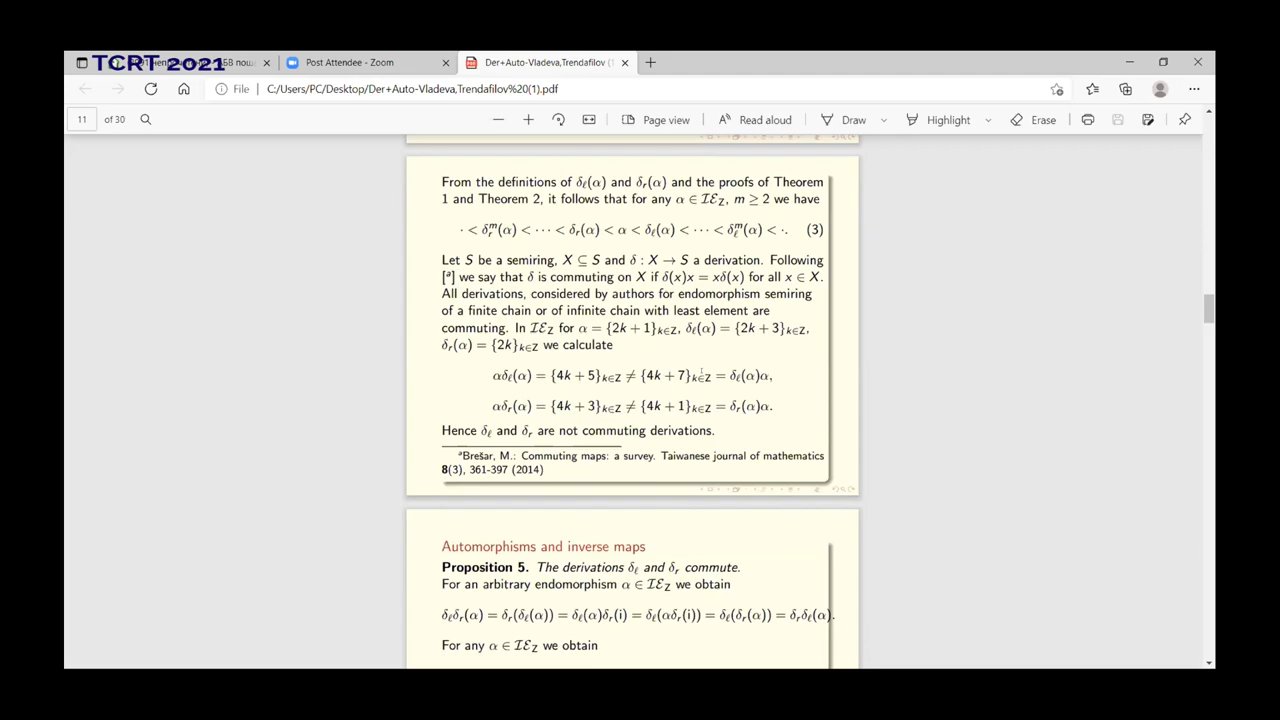 TCRT 2021
Post Attendee - Zoom
Der+Auto-Vladeva,Trendafilov (1
File
C:/Users/PC/Desktop/Der+Auto-Vladeva,Trendafilov%20(1).pdf
11 of 30
Page view
Read aloud
Draw
Highlight
Erase
From the definitions of δℓ(α) and δr(α) and the proofs of Theorem
1 and Theorem 2, it follows that for any α ∈ ℐℰ_Z, m ≥ 2 we have
· < δ_r^m(α) < ··· < δr(α) < α < δℓ(α) < ··· < δ_ℓ^m(α) < ·. (3)
Let S be a semiring, X ⊆ S and δ : X → S a derivation. Following
[ᵃ] we say that δ is commuting on X if δ(x)x = xδ(x) for all x ∈ X.
All derivations, considered by authors for endomorphism semiring
of a finite chain or of infinite chain with least element are
commuting. In ℐℰ_Z for α = {2k + 1}_{k∈Z}, δℓ(α) = {2k + 3}_{k∈Z},
δr(α) = {2k}_{k∈Z} we calculate
αδℓ(α) = {4k + 5}_{k∈Z} ≠ {4k + 7}_{k∈Z} = δℓ(α)α,
αδr(α) = {4k + 3}_{k∈Z} ≠ {4k + 1}_{k∈Z} = δr(α)α.
Hence δℓ and δr are not commuting derivations.
ᵃBrešar, M.: Commuting maps: a survey. Taiwanese journal of mathematics
8(3), 361-397 (2014)
Automorphisms and inverse maps
Proposition 5. The derivations δℓ and δr commute.
For an arbitrary endomorphism α ∈ ℐℰ_Z we obtain
δℓδr(α) = δr(δℓ(α)) = δℓ(α)δr(i) = δℓ(αδr(i)) = δℓ(δr(α)) = δrδℓ(α).
For any α ∈ ℐℰ_Z we obtain